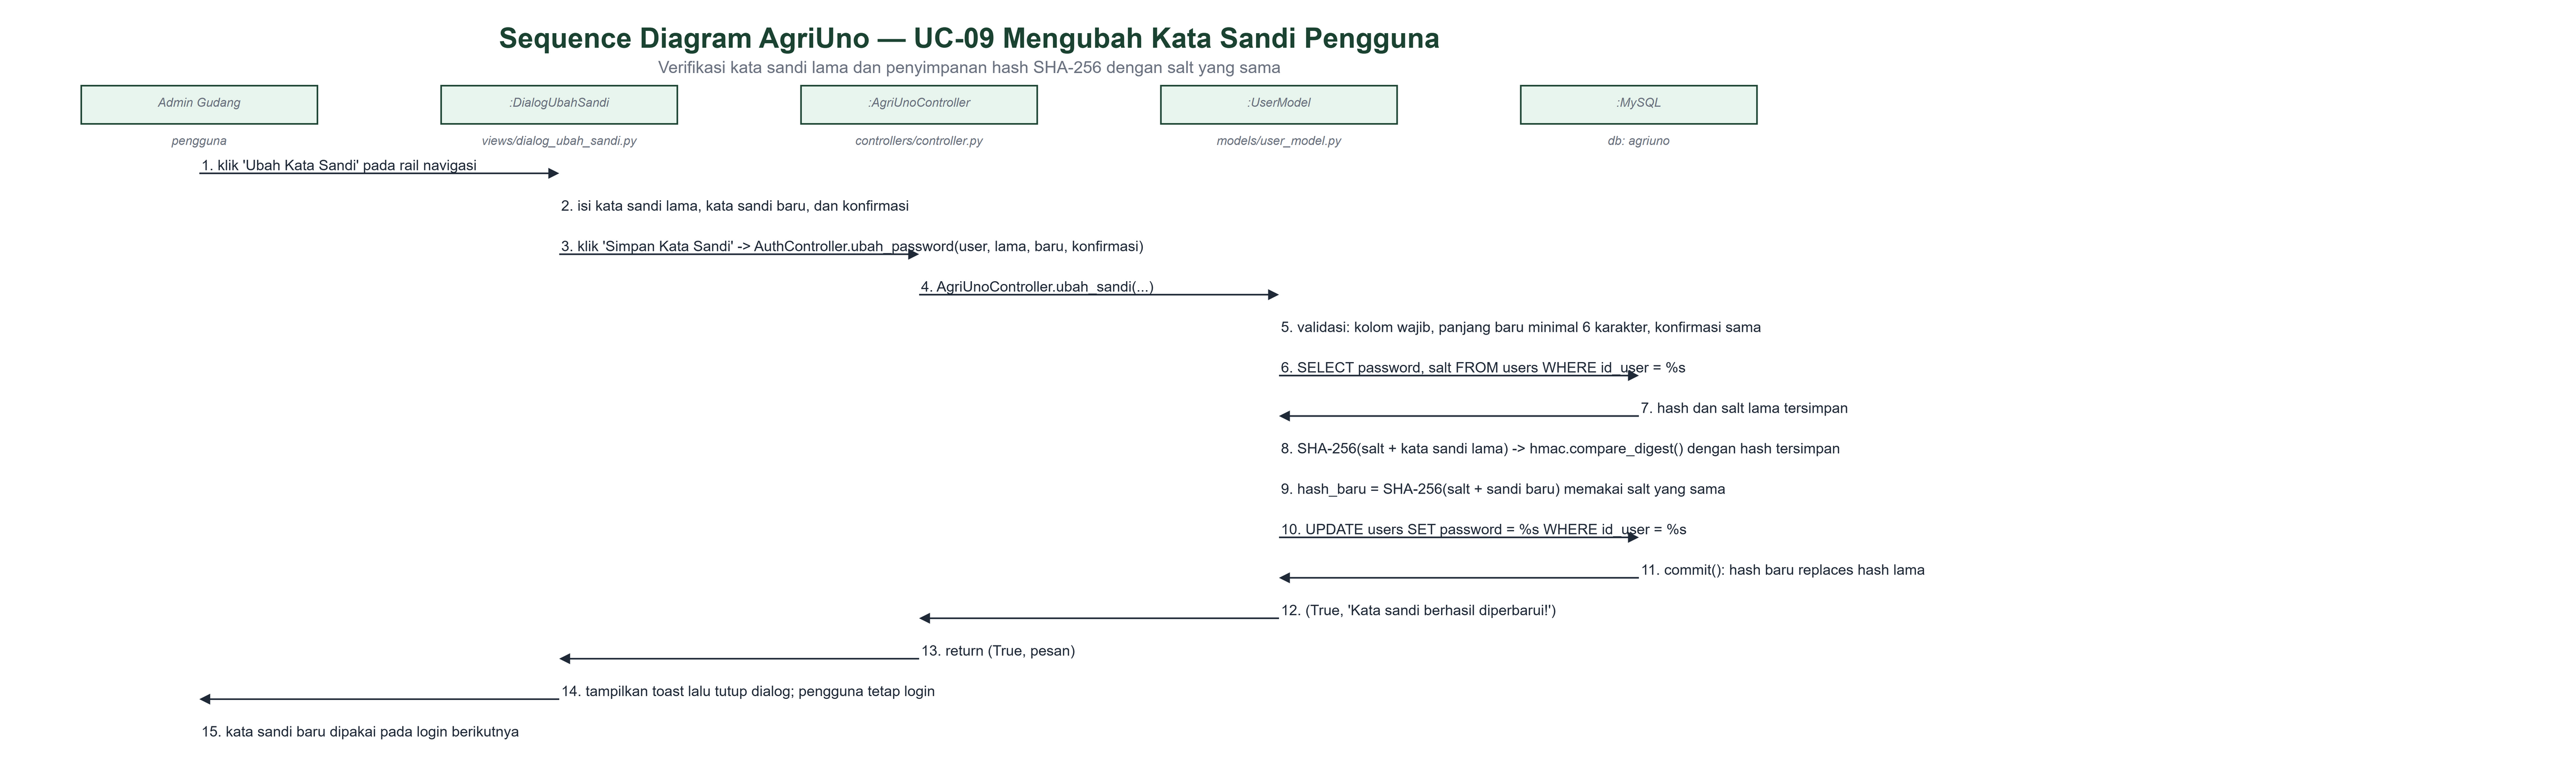 Sequence Diagram AgriUno — UC-09 Mengubah Kata Sandi Pengguna
Verifikasi kata sandi lama dan penyimpanan hash SHA-256 dengan salt yang sama
Admin Gudang
:DialogUbahSandi
:AgriUnoController
:UserModel
:MySQL
pengguna
views/dialog_ubah_sandi.py
controllers/controller.py
models/user_model.py
db: agriuno
1. klik 'Ubah Kata Sandi' pada rail navigasi
2. isi kata sandi lama, kata sandi baru, dan konfirmasi
3. klik 'Simpan Kata Sandi' -> AuthController.ubah_password(user, lama, baru, konfirmasi)
4. AgriUnoController.ubah_sandi(...)
5. validasi: kolom wajib, panjang baru minimal 6 karakter, konfirmasi sama
6. SELECT password, salt FROM users WHERE id_user = %s
7. hash dan salt lama tersimpan
8. SHA-256(salt + kata sandi lama) -> hmac.compare_digest() dengan hash tersimpan
9. hash_baru = SHA-256(salt + sandi baru) memakai salt yang sama
10. UPDATE users SET password = %s WHERE id_user = %s
11. commit(): hash baru replaces hash lama
12. (True, 'Kata sandi berhasil diperbarui!')
13. return (True, pesan)
14. tampilkan toast lalu tutup dialog; pengguna tetap login
15. kata sandi baru dipakai pada login berikutnya